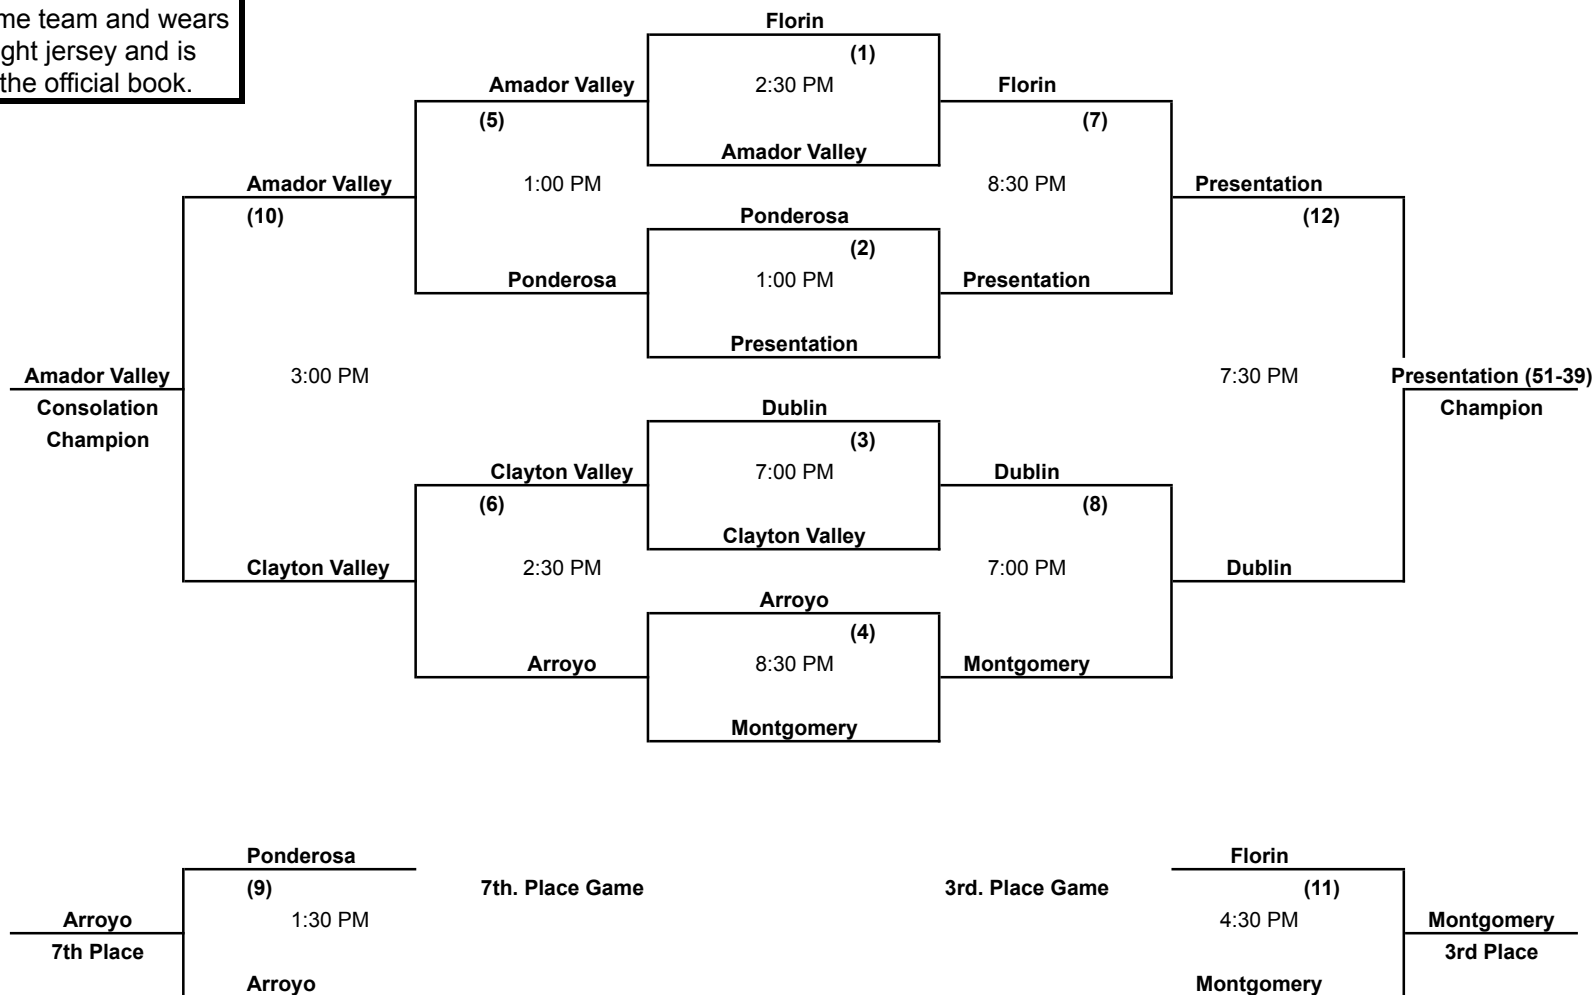 me team and wears
ght jersey and is
the official book.
Florin
(1)
Amador Valley
2:30 PM
Florin
(5)
(7)
Amador Valley
Amador Valley
1:00 PM
8:30 PM
Presentation
(10)
Ponderosa
(12)
(2)
Ponderosa
1:00 PM
Presentation
Presentation
Amador Valley
3:00 PM
7:30 PM
Presentation (51-39)
Consolation
Dublin
Champion
Champion
(3)
Clayton Valley
7:00 PM
Dublin
(6)
(8)
Clayton Valley
Clayton Valley
2:30 PM
7:00 PM
Dublin
Arroyo
(4)
Arroyo
8:30 PM
Montgomery
Montgomery
Ponderosa
Florin
(9)
7th. Place Game
3rd. Place Game
(11)
Arroyo
1:30 PM
4:30 PM
Montgomery
7th Place
3rd Place
Arroyo
Montgomery